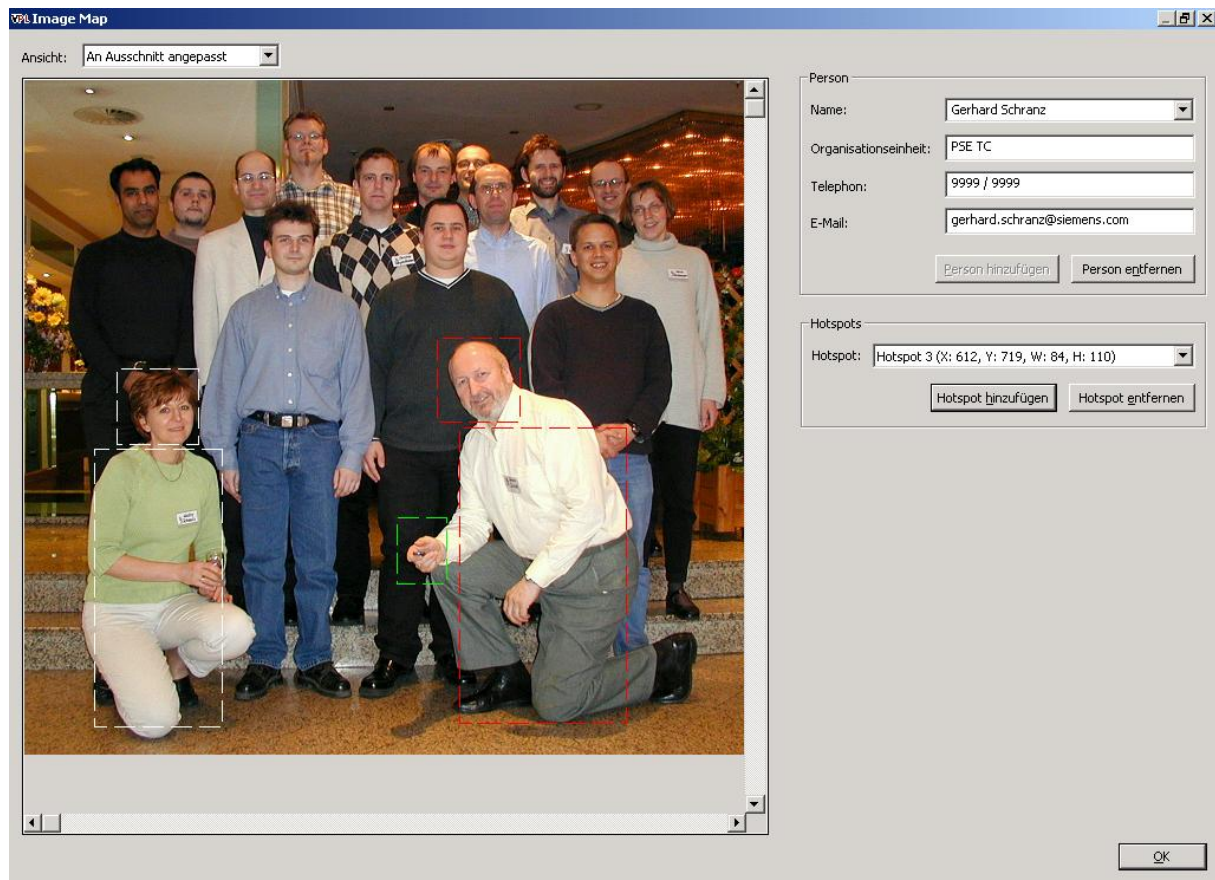 VPL Image Map
Ansicht: An Ausschnitt angepasst
Person
Name: Gerhard Schranz
Organisationseinheit: PSE TC
Telephon: 9999 / 9999
E-Mail: gerhard.schranz@siemens.com
Person hinzufügen Person entfernen
Hotspots
Hotspot: Hotspot 3 (X: 612, Y: 719, W: 84, H: 110)
Hotspot hinzufügen Hotspot entfernen
OK